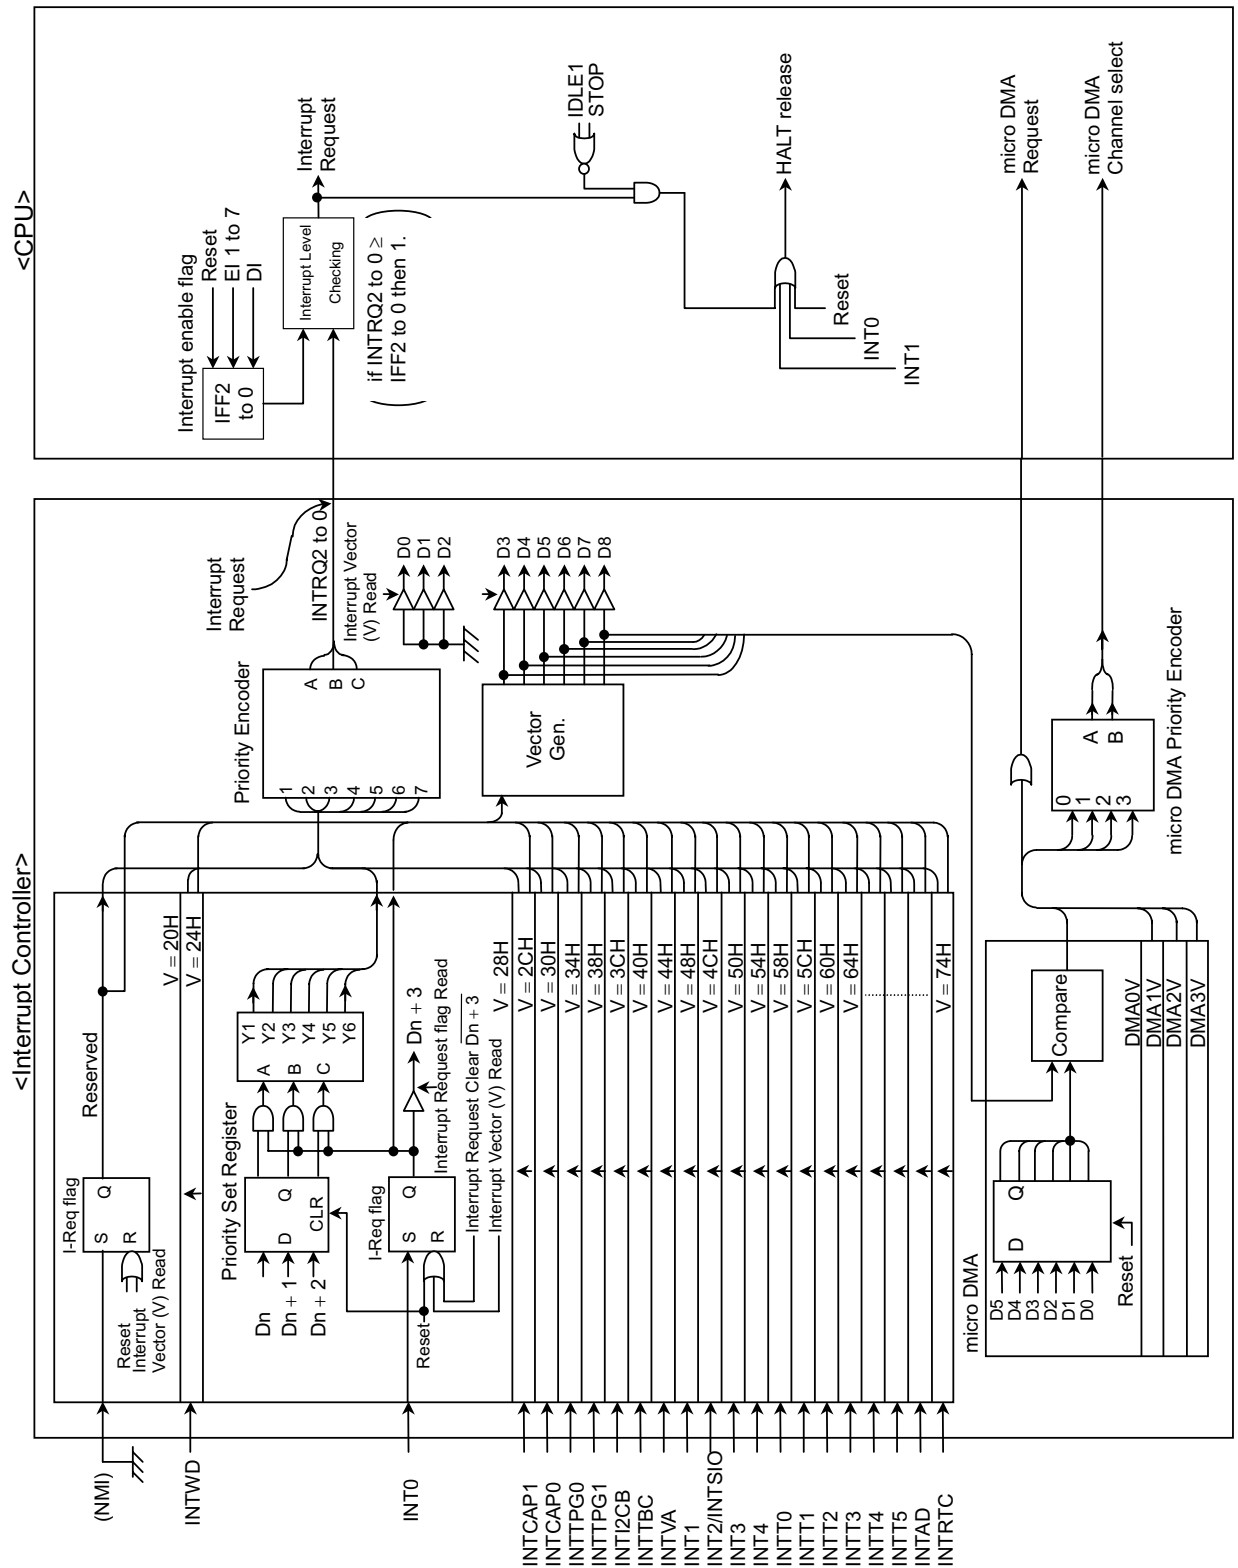 <Interrupt Controller>
<CPU>
(NMI)
INTWD
INT0
INTCAP1
INTCAP0
INTTPG0
INTTPG1
INTI2CB
INTTBC
INTVA
INT1
INT2/INTSIO
INT3
INT4
INTT0
INTT1
INTT2
INTT3
INTT4
INTT5
INTAD
INTRTC
I-Req flag
S
Q
R
Reset
Interrupt
Vector (V) Read
Reserved
V = 20H
V = 24H
Priority Set Register
Dn
Dn + 1
Dn + 2
D
Q
CLR
A
B
C
Y1
Y2
Y3
Y4
Y5
Y6
I-Req flag
S
Q
R
Reset
Dn + 3
Interrupt Request flag Read
Interrupt Request Clear Dn + 3
Interrupt Vector (V) Read
V = 28H
V = 2CH
V = 30H
V = 34H
V = 38H
V = 3CH
V = 40H
V = 44H
V = 48H
V = 4CH
V = 50H
V = 54H
V = 58H
V = 5CH
V = 60H
V = 64H
V = 74H
Priority Encoder
1
2
3
4
5
6
7
A
B
C
Interrupt
Request
INTRQ2 to 0
Interrupt Vector
(V) Read
D0
D1
D2
Vector
Gen.
D3
D4
D5
D6
D7
D8
micro DMA
D5
D4
D3
D2
D1
D0
D
Q
Reset
Compare
DMA0V
DMA1V
DMA2V
DMA3V
0
1
2
3
A
B
micro DMA Priority Encoder
Interrupt enable flag
IFF2
to 0
Reset
EI 1 to 7
DI
Interrupt Level
Checking
if INTRQ2 to 0 ≥
IFF2 to 0 then 1.
Interrupt
Request
IDLE1
STOP
INT1
INT0
Reset
HALT release
micro DMA
Request
micro DMA
Channel select